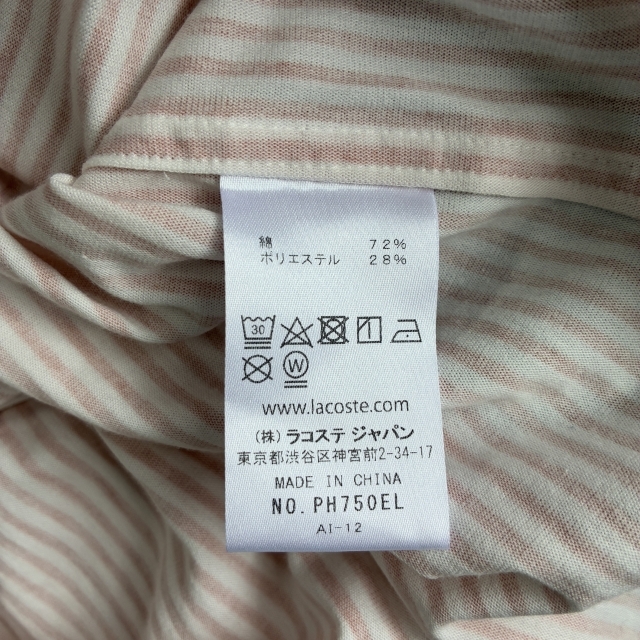 綿 72%
ポリエステル 28%
30
W
www.lacoste.com
(株) ラコステ ジャパン
東京都渋谷区神宮前2-34-17
MADE IN CHINA
NO. PH750EL
AI-12